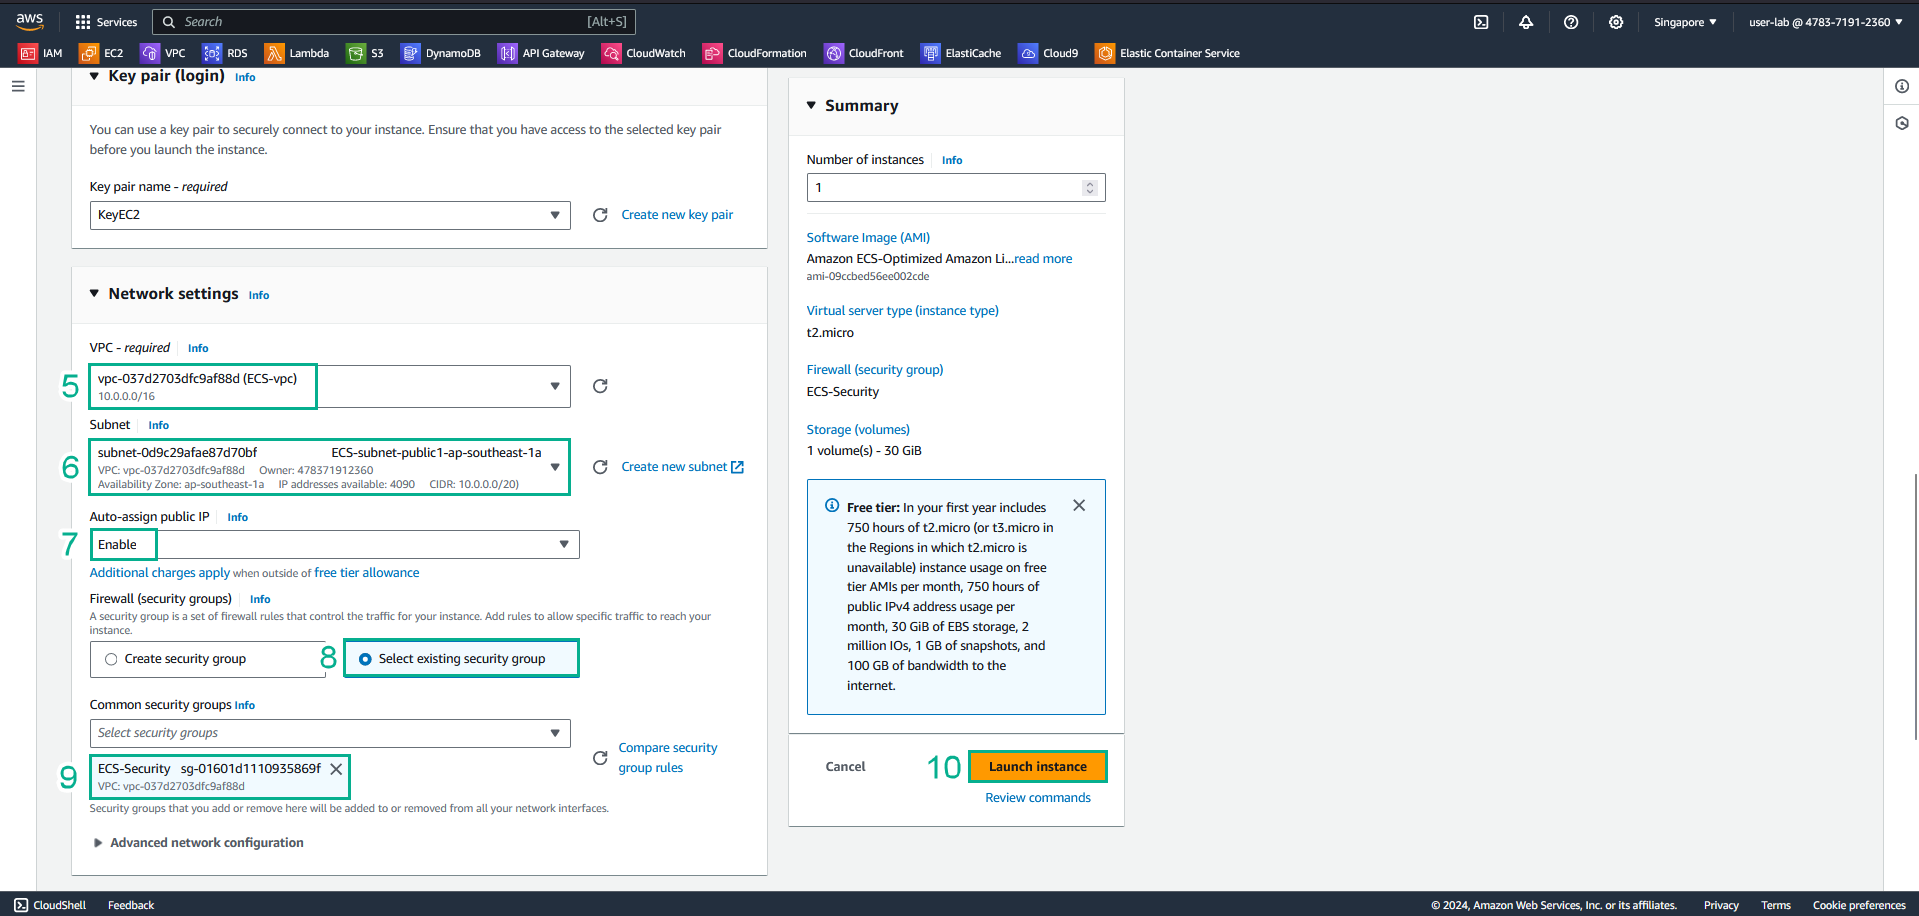 aws
Services
Search [Alt+S]
Singapore
user-lab @ 4783-7191-2360
IAM EC2 VPC RDS Lambda S3 DynamoDB API Gateway CloudWatch CloudFormation CloudFront ElastiCache Cloud9 Elastic Container Service
Key pair (login) Info
You can use a key pair to securely connect to your instance. Ensure that you have access to the selected key pair
before you launch the instance.
Key pair name - required
KeyEC2
Create new key pair
Network settings Info
VPC - required Info
5
vpc-037d2703dfc9af88d (ECS-vpc)
10.0.0.0/16
Subnet Info
6
subnet-0d9c29afae87d70bf ECS-subnet-public1-ap-southeast-1a
VPC: vpc-037d2703dfc9af88d Owner: 478371912360
Availability Zone: ap-southeast-1a IP addresses available: 4090 CIDR: 10.0.0.0/20)
Create new subnet
Auto-assign public IP Info
7
Enable
Additional charges apply when outside of free tier allowance
Firewall (security groups) Info
A security group is a set of firewall rules that control the traffic for your instance. Add rules to allow specific traffic to reach your
instance.
Create security group
8
Select existing security group
Common security groups Info
Select security groups
9
ECS-Security sg-01601d1110935869f
VPC: vpc-037d2703dfc9af88d
Compare security
group rules
Security groups that you add or remove here will be added to or removed from all your network interfaces.
Advanced network configuration
Summary
Number of instances Info
1
Software Image (AMI)
Amazon ECS-Optimized Amazon Li...read more
ami-09ccbed56ee002cde
Virtual server type (instance type)
t2.micro
Firewall (security group)
ECS-Security
Storage (volumes)
1 volume(s) - 30 GiB
Free tier: In your first year includes
750 hours of t2.micro (or t3.micro in
the Regions in which t2.micro is
unavailable) instance usage on free
tier AMIs per month, 750 hours of
public IPv4 address usage per
month, 30 GiB of EBS storage, 2
million IOs, 1 GB of snapshots, and
100 GB of bandwidth to the
internet.
Cancel
10
Launch instance
Review commands
CloudShell Feedback
© 2024, Amazon Web Services, Inc. or its affiliates. Privacy Terms Cookie preferences